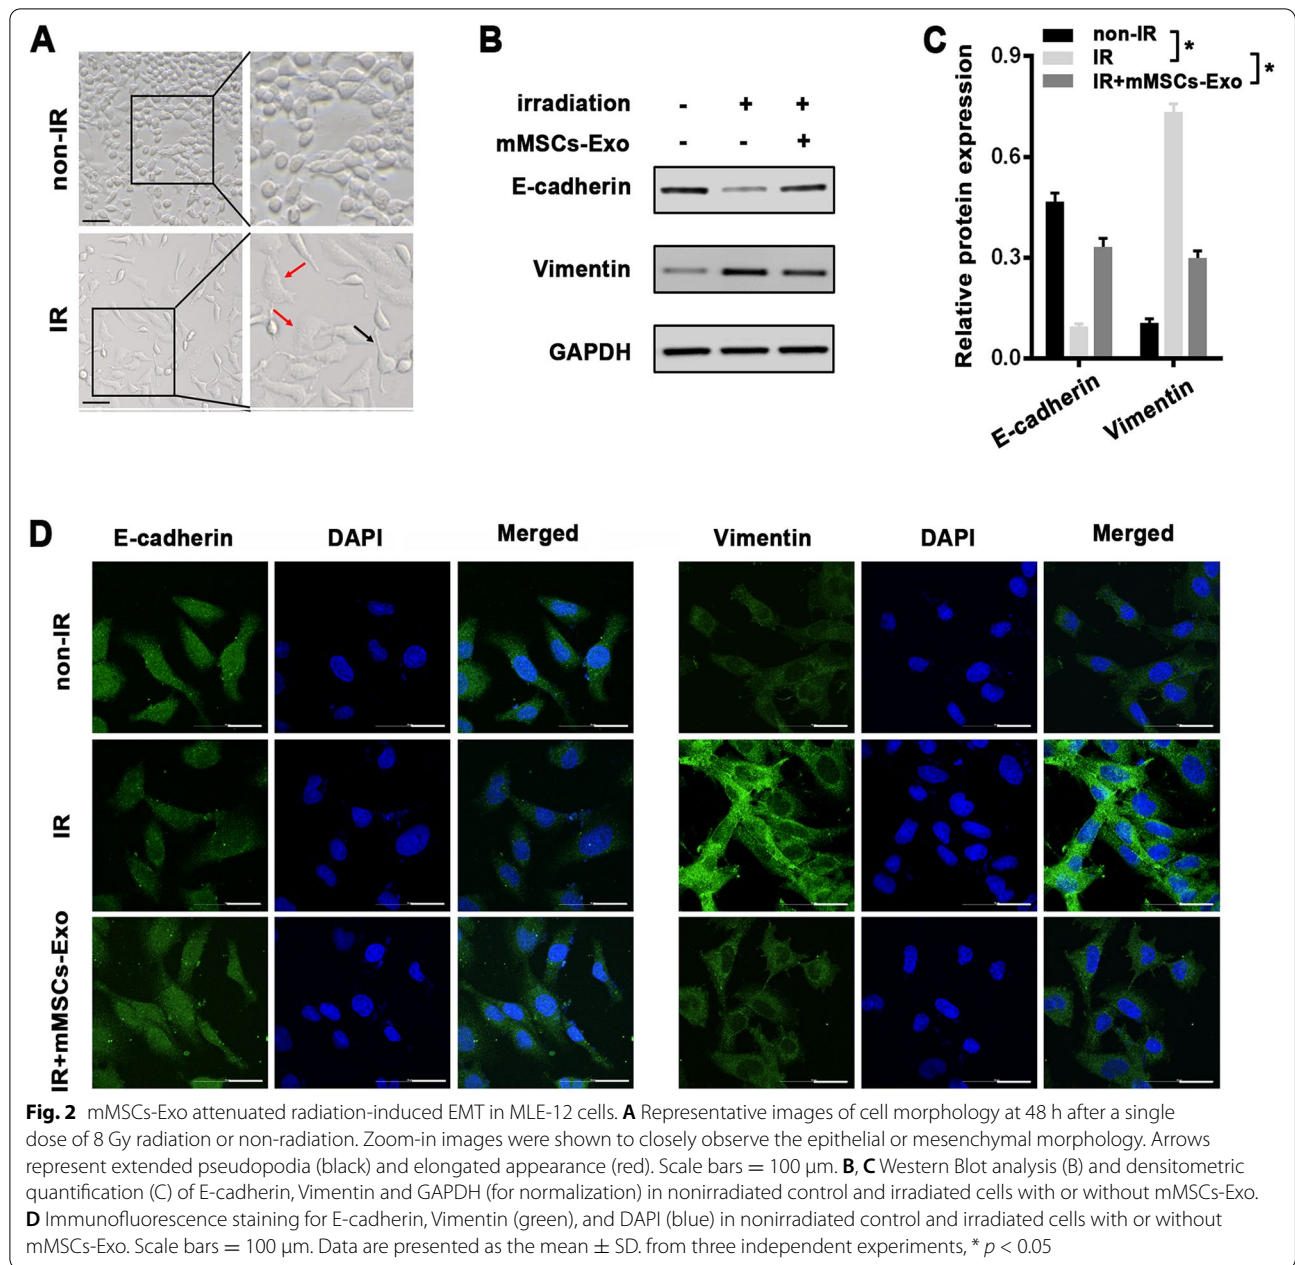 A
non-IR
IR
B
irradiation - + +
mMSCs-Exo - - +
E-cadherin
Vimentin
GAPDH
C
non-IR
IR
IR+mMSCs-Exo
*
*
Relative protein expression
0.9
0.6
0.3
0.0
E-cadherin
Vimentin
D
E-cadherin DAPI Merged Vimentin DAPI Merged
non-IR
IR
IR+mMSCs-Exo
Fig. 2 mMSCs-Exo attenuated radiation-induced EMT in MLE-12 cells. A Representative images of cell morphology at 48 h after a single
dose of 8 Gy radiation or non-radiation. Zoom-in images were shown to closely observe the epithelial or mesenchymal morphology. Arrows
represent extended pseudopodia (black) and elongated appearance (red). Scale bars = 100 μm. B, C Western Blot analysis (B) and densitometric
quantification (C) of E-cadherin, Vimentin and GAPDH (for normalization) in nonirradiated control and irradiated cells with or without mMSCs-Exo.
D Immunofluorescence staining for E-cadherin, Vimentin (green), and DAPI (blue) in nonirradiated control and irradiated cells with or without
mMSCs-Exo. Scale bars = 100 μm. Data are presented as the mean ± SD. from three independent experiments, * p < 0.05